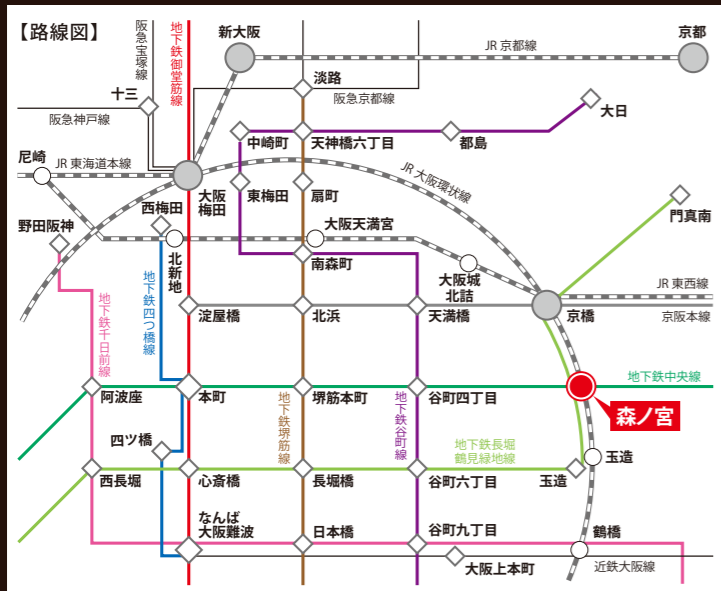 【路線図】
阪急宝塚線
地下鉄御堂筋線
新大阪
JR 京都線
京都
淡路
阪急京都線
十三
阪急神戸線
大日
中崎町
天神橋六丁目
都島
尼崎
JR 東海道本線
JR 大阪環状線
大阪
梅田
東梅田
扇町
西梅田
門真南
野田阪神
大阪天満宮
北新地
南森町
大阪城
北詰
JR 東西線
地下鉄千日前線
地下鉄四つ橋線
淀屋橋
北浜
天満橋
京橋
京阪本線
地下鉄中央線
阿波座
本町
堺筋本町
谷町四丁目
地下鉄堺筋線
地下鉄谷町線
森ノ宮
四ツ橋
地下鉄長堀
鶴見緑地線
玉造
西長堀
心斎橋
長堀橋
谷町六丁目
玉造
なんば
大阪難波
日本橋
谷町九丁目
鶴橋
大阪上本町
近鉄大阪線